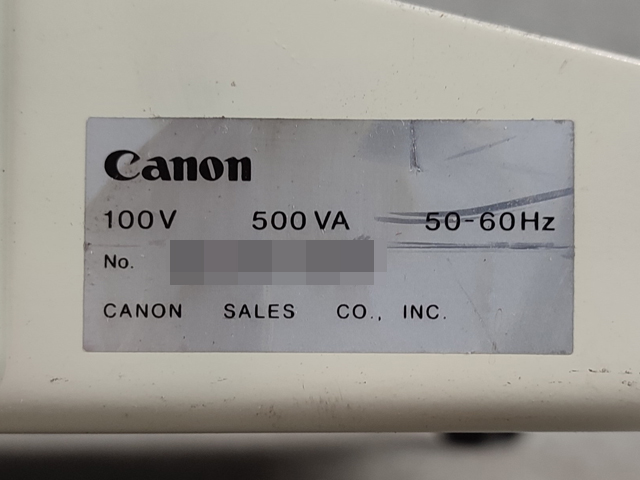 Canon
100V 500VA 50-60Hz
No.
CANON SALES CO., INC.